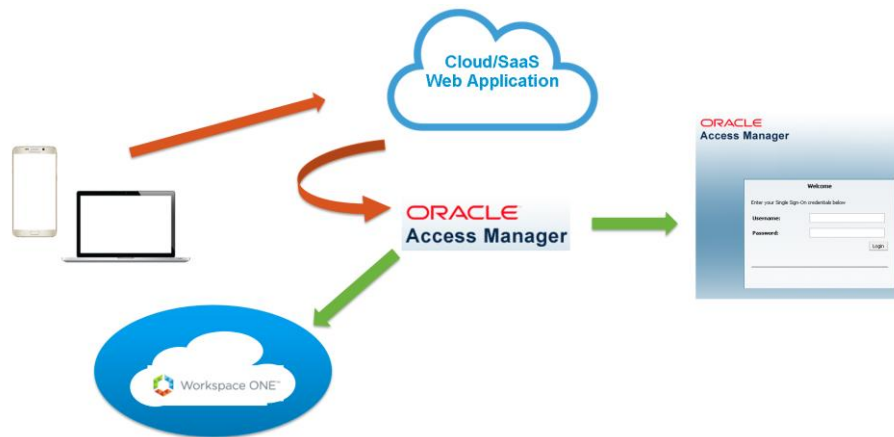 Cloud/SaaS
Web Application
ORACLE
Access Manager
Welcome
Enter your Single Sign-On credentials below
Username:
Password:
Login
ORACLE
Access Manager
Workspace ONE™